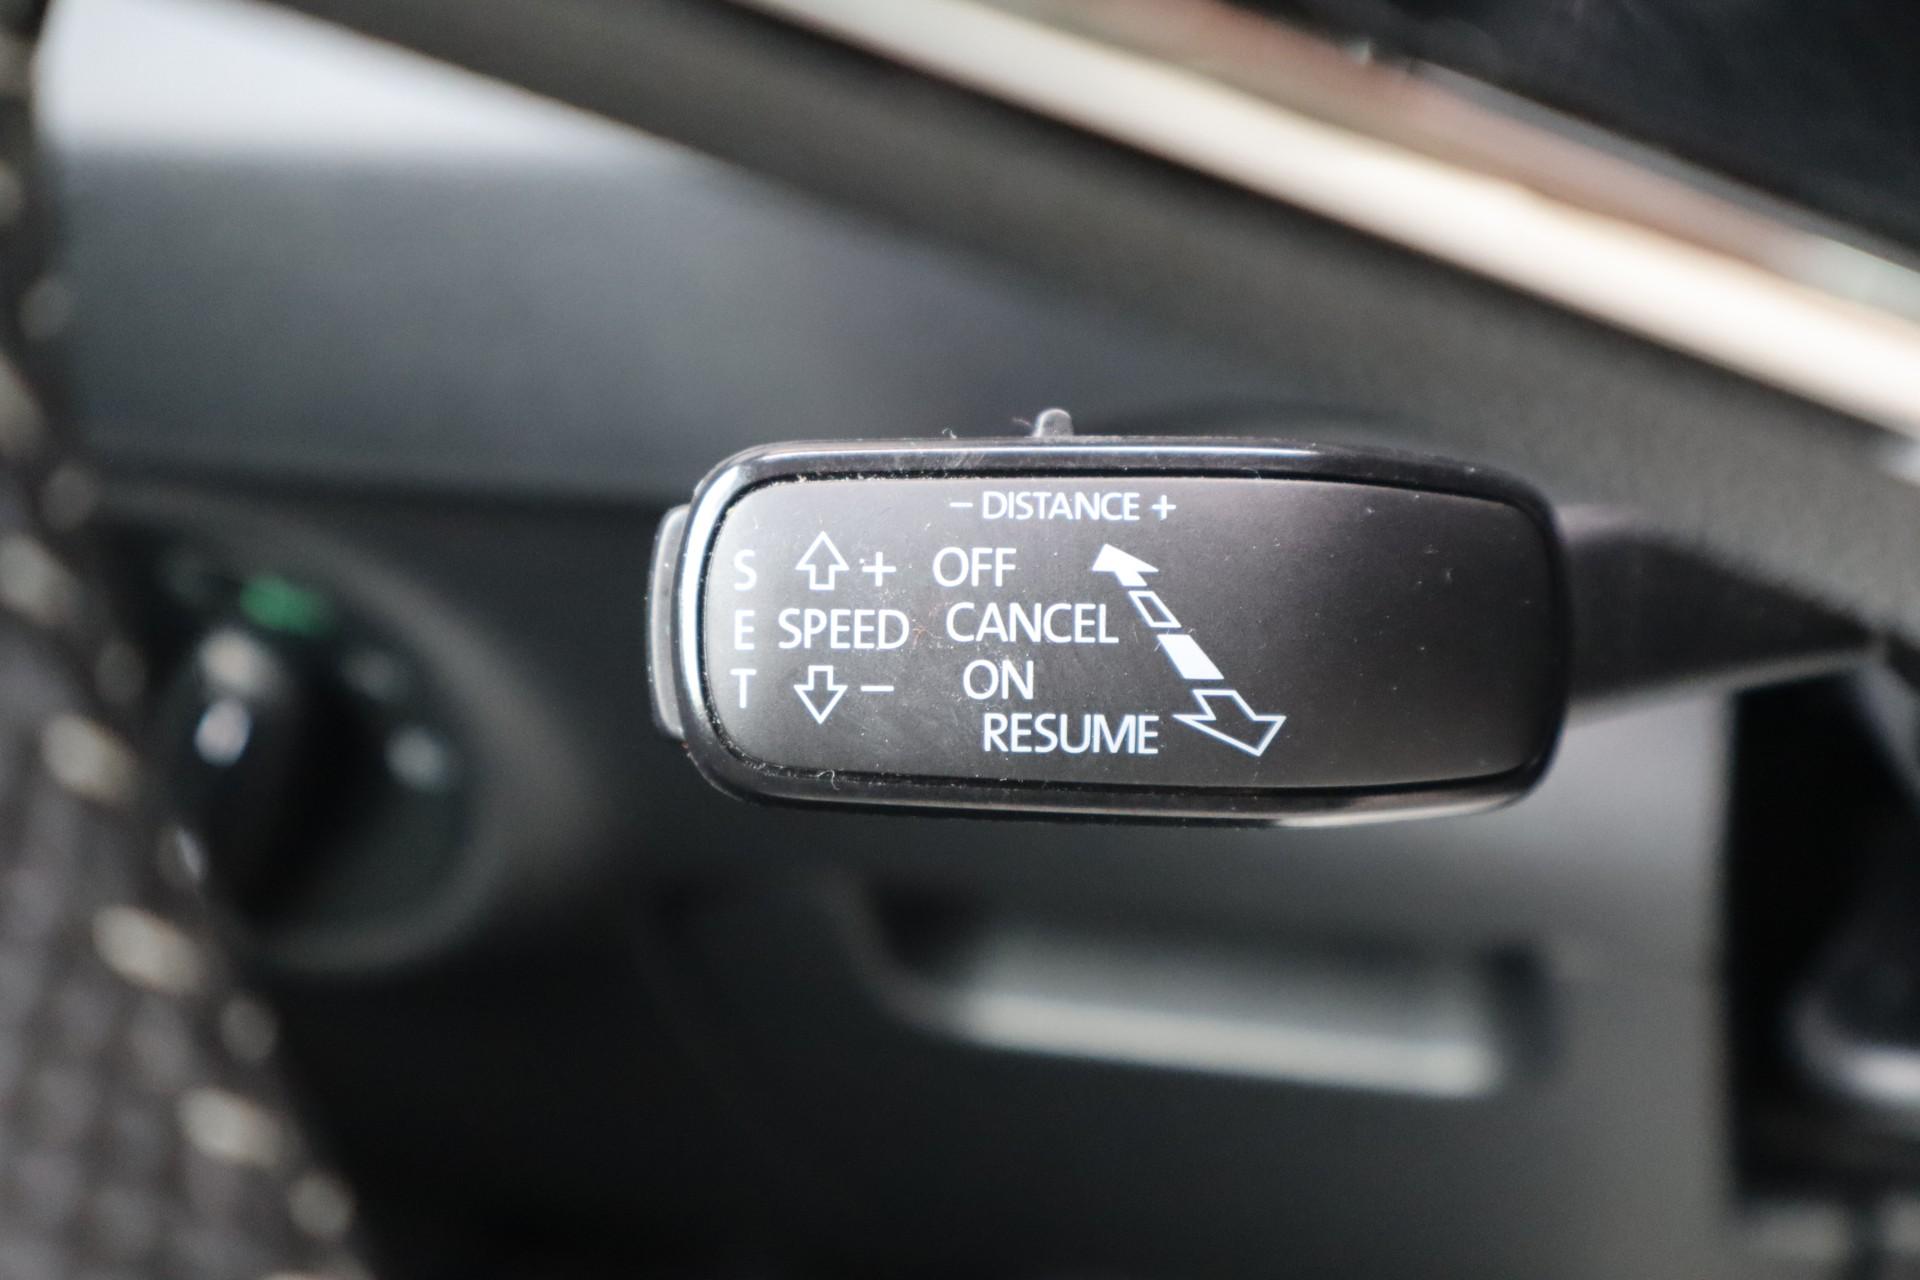 – DISTANCE +
S + OFF
E SPEED CANCEL
T – ON
RESUME